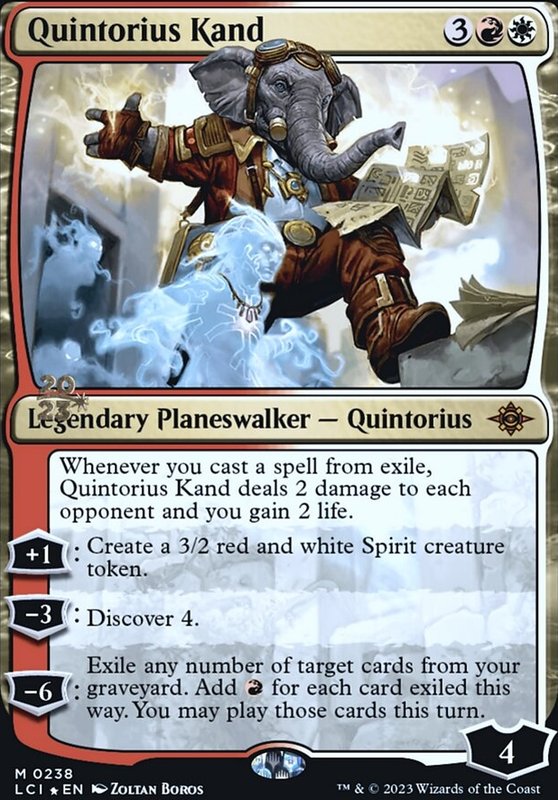 Quintorius Kand 3
2023
Legendary Planeswalker — Quintorius
Whenever you cast a spell from exile,
Quintorius Kand deals 2 damage to each
opponent and you gain 2 life.
+1: Create a 3/2 red and white Spirit creature
token.
−3: Discover 4.
Exile any number of target cards from your
−6: graveyard. Add for each card exiled this
way. You may play those cards this turn.
4
M 0238
LCI ★ EN Zoltan Boros
™ & © 2023 Wizards of the Coast